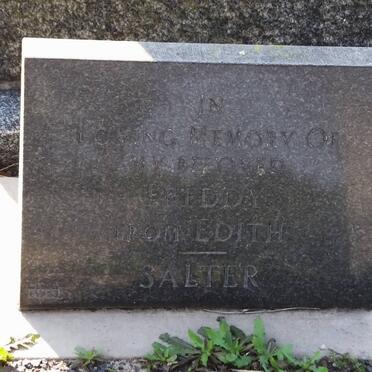 IN
LOVING MEMORY OF
MY BELOVED
FREDDY
FROM EDITH
SALTER